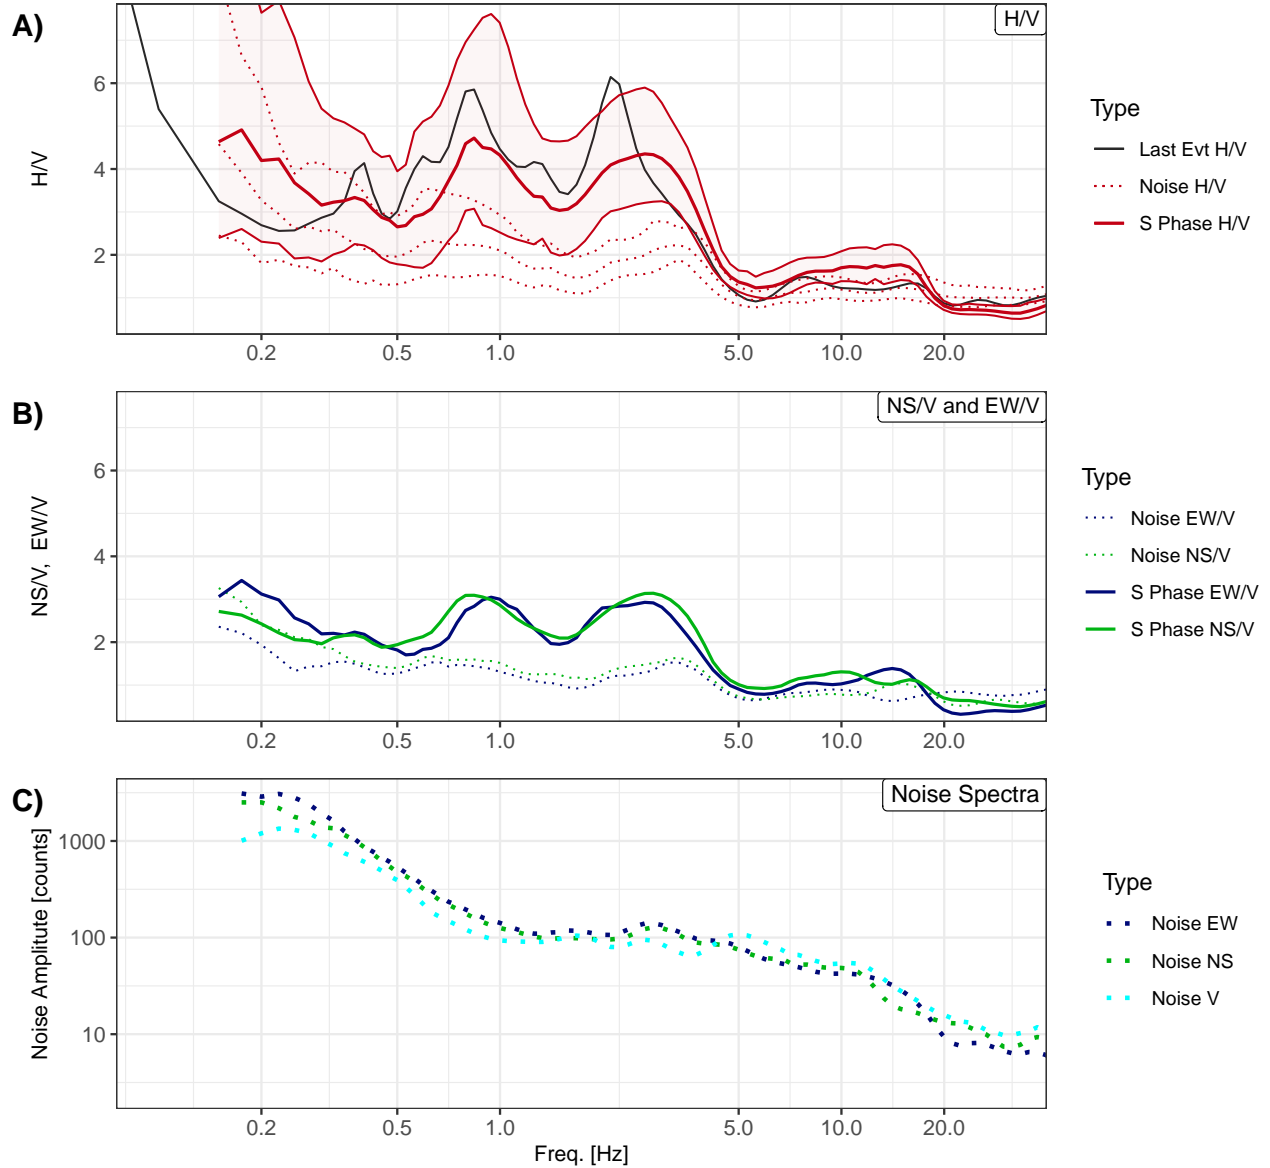 A)
H/V
6
4
2
H/V
0.2 0.5 1.0 5.0 10.0 20.0
Type
Last Evt H/V
Noise H/V
S Phase H/V
B)
NS/V and EW/V
6
4
2
NS/V,  EW/V
0.2 0.5 1.0 5.0 10.0 20.0
Type
Noise EW/V
Noise NS/V
S Phase EW/V
S Phase NS/V
C)
Noise Spectra
1000
100
10
Noise Amplitute [counts]
0.2 0.5 1.0 5.0 10.0 20.0
Freq. [Hz]
Type
Noise EW
Noise NS
Noise V